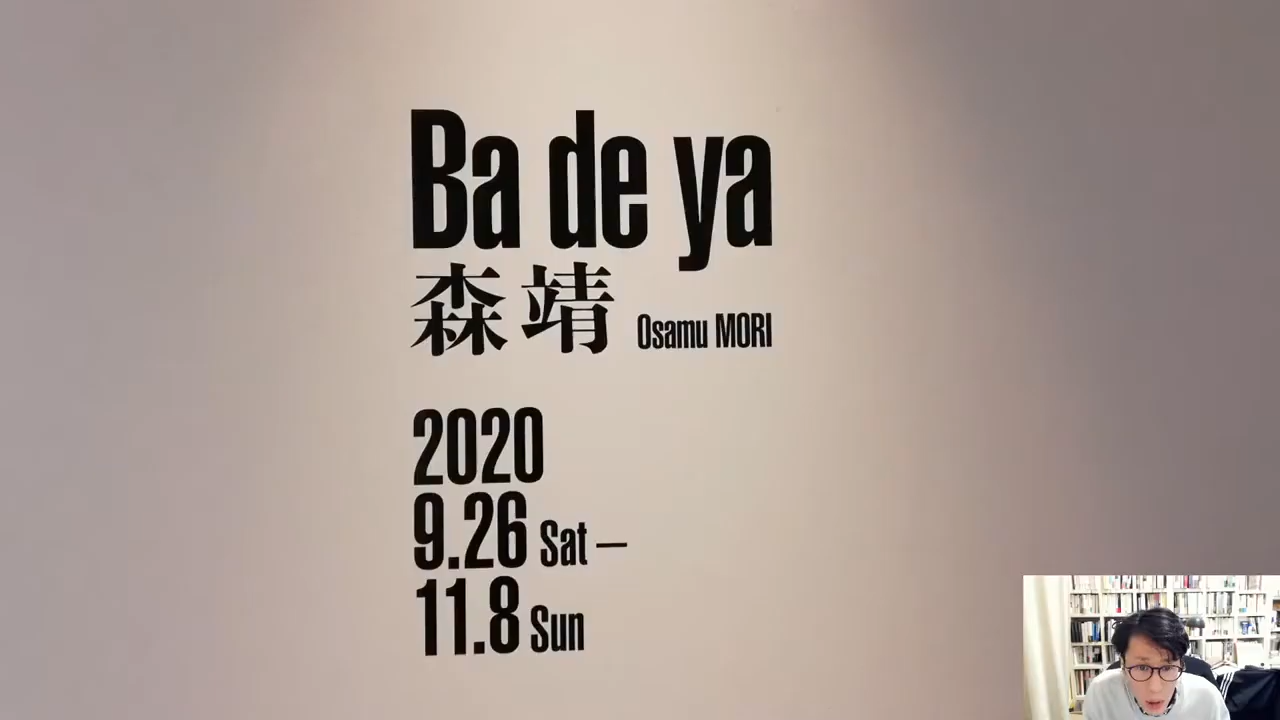 Ba de ya
森 靖 Osamu MORI
2020
9.26 Sat –
11.8 Sun